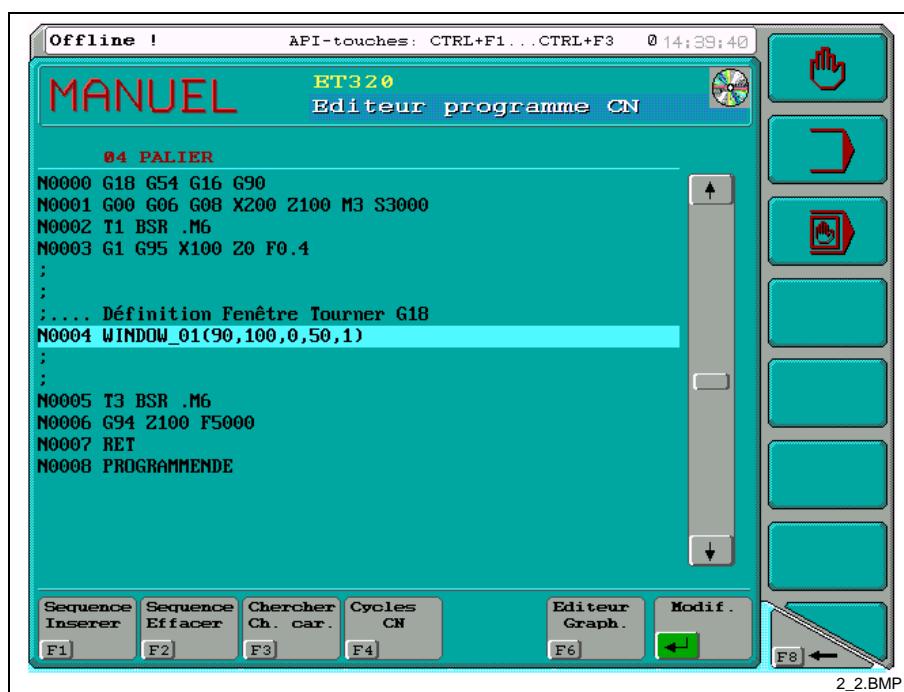 Offline ! API-touches: CTRL+F1...CTRL+F3 0 14:39:40
MANUEL
ET320
Editeur programme CN
04 PALIER
N0000 G18 G54 G16 G90
N0001 G00 G06 G08 X200 Z100 M3 S3000
N0002 T1 BSR .M6
N0003 G1 G95 X100 Z0 F0.4
;
;
;.... Définition Fenêtre Tourner G18
N0004 WINDOW_01(90,100,0,50,1)
;
;
N0005 T3 BSR .M6
N0006 G94 Z100 F5000
N0007 RET
N0008 PROGRAMMENDE
Sequence Inserer F1
Sequence Effacer F2
Chercher Ch. car. F3
Cycles CN F4
Editeur Graph. F6
Modif.
F8
2_2.BMP